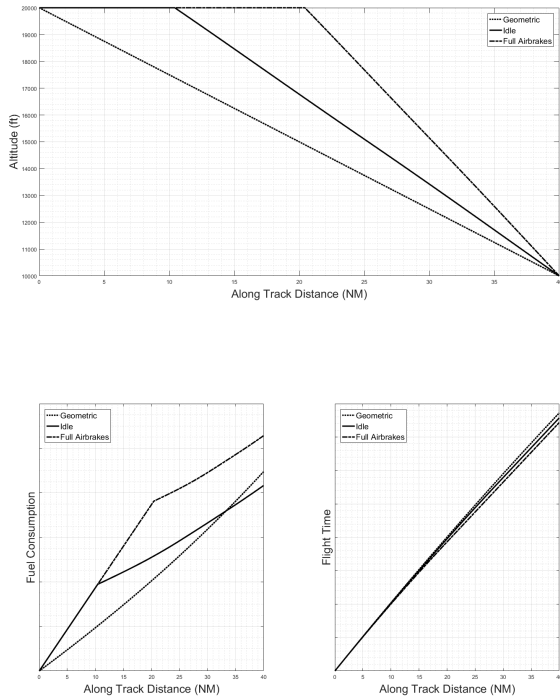 20000
19000
18000
17000
16000
15000
14000
13000
12000
11000
10000
Altitude (ft)
Geometric
Idle
Full Airbrakes
0 5 10 15 20 25 30 35 40
Along Track Distance (NM)
Geometric
Idle
Full Airbrakes
Fuel Consumption
0 5 10 15 20 25 30 35 40
Along Track Distance (NM)
Geometric
Idle
Full Airbrakes
Flight Time
0 5 10 15 20 25 30 35 40
Along Track Distance (NM)